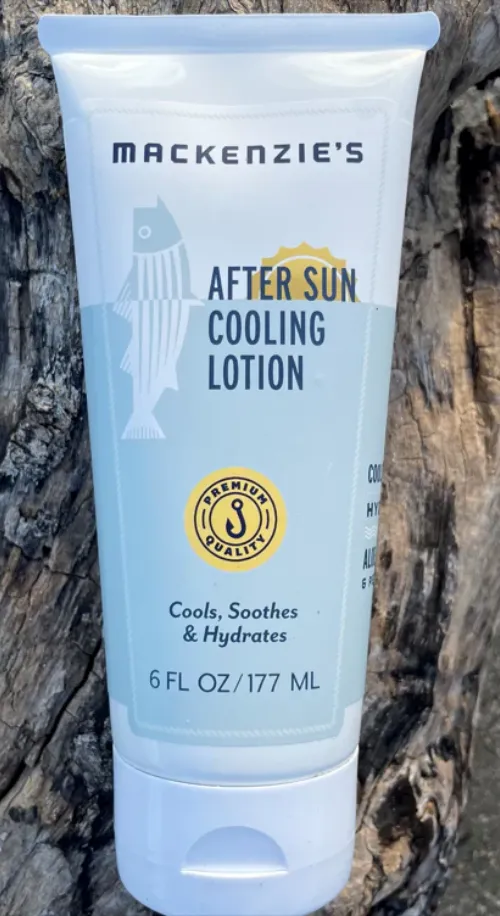 MACKENZIE'S
AFTER SUN
COOLING
LOTION
PREMIUM
QUALITY
Cools, Soothes
& Hydrates
6 FL OZ/177 ML